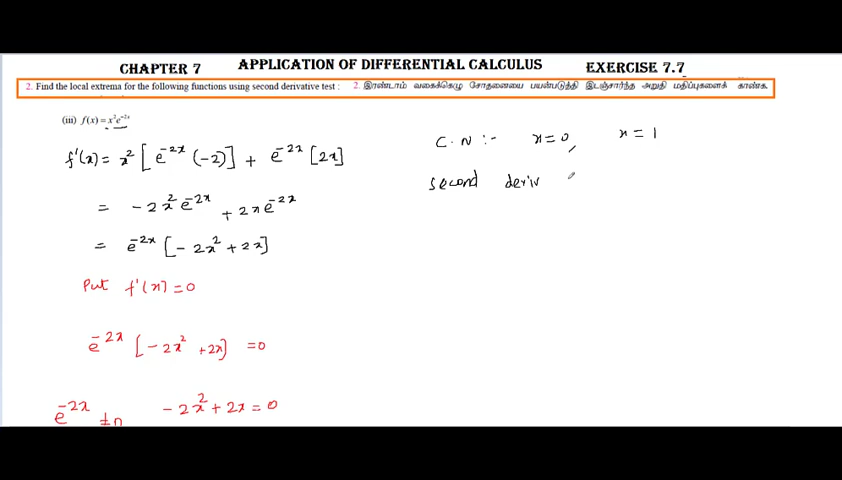 CHAPTER 7 APPLICATION OF DIFFERENTIAL CALCULUS EXERCISE 7.7
2. Find the local extrema for the following functions using second derivative test : 2. இரண்டாம் வகைக்கெழு சோதனையை பயன்படுத்தி இடஞ்சார்ந்த அறுதி மதிப்புகளைக் காண்க.
(iii) f(x) = x²e⁻²ˣ
f'(x) = x² [e⁻²ˣ (-2)] + e⁻²ˣ [2x]
= -2x²e⁻²ˣ + 2xe⁻²ˣ
= e⁻²ˣ [-2x² + 2x]
Put f'(x) = 0
e⁻²ˣ [-2x² + 2x] = 0
e⁻²ˣ ≠ 0 -2x² + 2x = 0
C.N :- x = 0, x = 1
second deriv